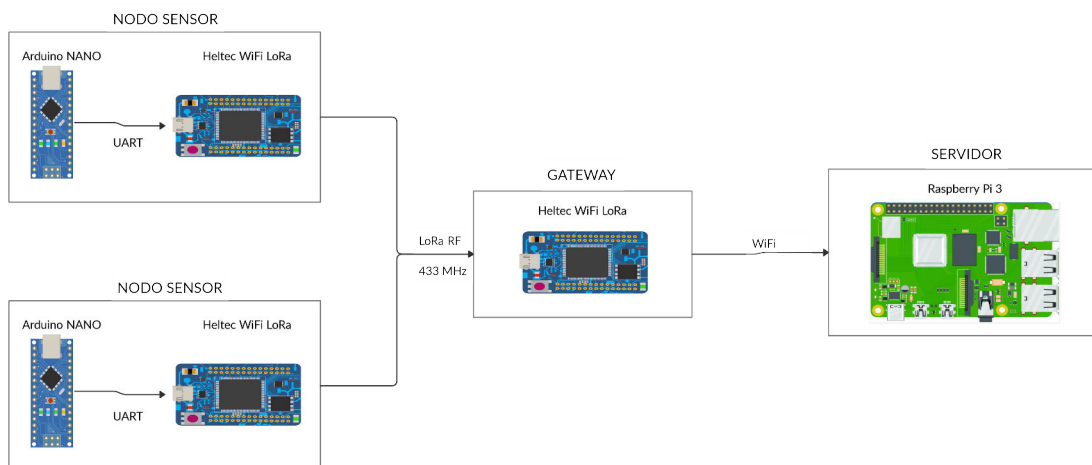 NODO SENSOR
Arduino NANO
Heltec WiFi LoRa
UART
NODO SENSOR
Arduino NANO
Heltec WiFi LoRa
UART
LoRa RF
433 MHz
GATEWAY
Heltec WiFi LoRa
WiFi
SERVIDOR
Raspberry Pi 3